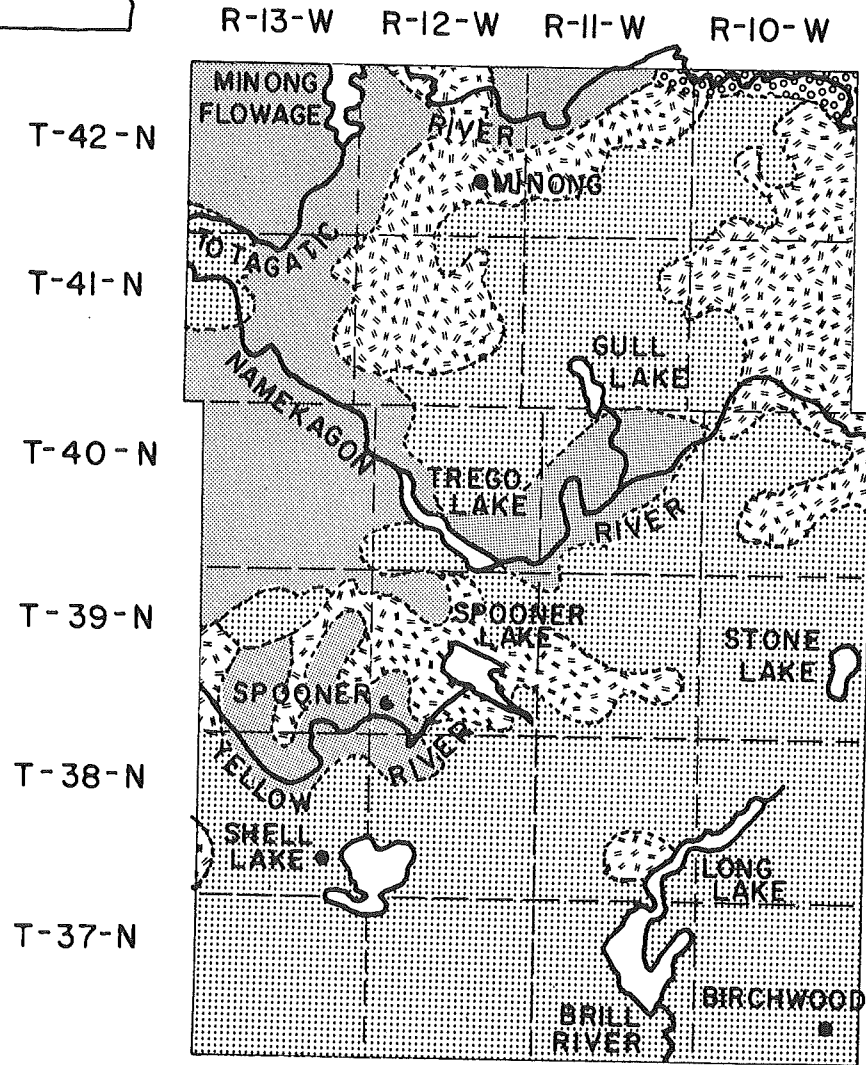 R-13-W R-12-W R-11-W R-10-W
MINONG
FLOWAGE
T-42-N
RIVER
MINONG
TOTAGATIC
T-41-N
GULL
LAKE
NAMEKAGON
T-40-N
TREGO
LAKE
RIVER
T-39-N
SPOONER
LAKE
STONE
LAKE
SPOONER
T-38-N
YELLOW
RIVER
SHELL
LAKE
LONG
LAKE
T-37-N
BIRCHWOOD
BRILL
RIVER